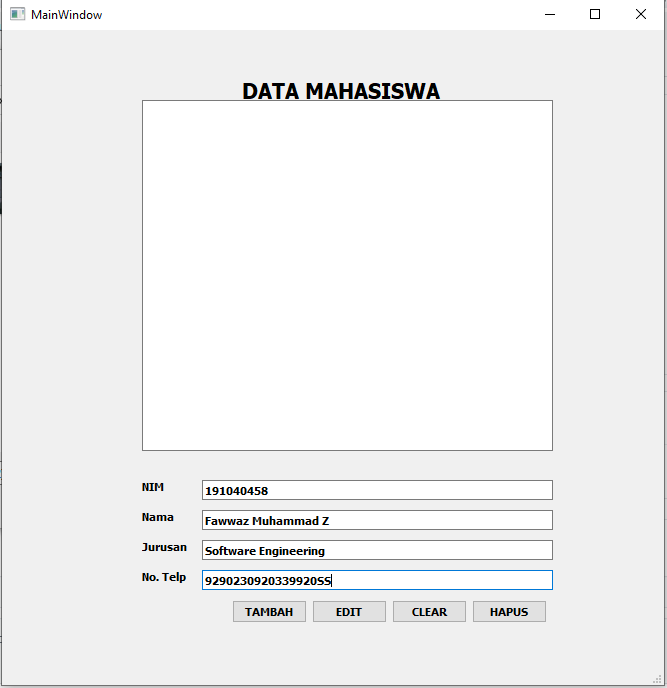 MainWindow
DATA MAHASISWA
NIM 191040458
Nama Fawwaz Muhammad Z
Jurusan Software Engineering
No. Telp 9290230920339920SS
TAMBAH EDIT CLEAR HAPUS